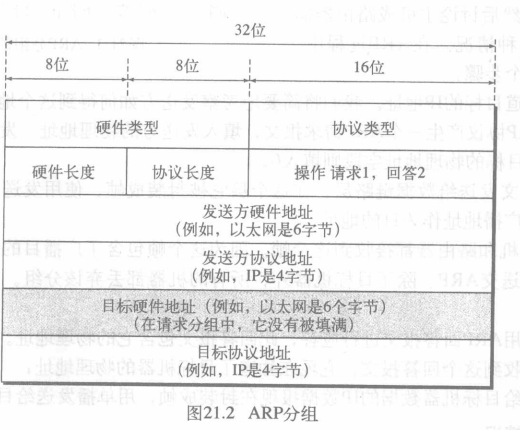 32位
8位 8位 16位
硬件类型 协议类型
硬件长度 协议长度 操作 请求1，回答2
发送方硬件地址
(例如，以太网是6字节)
发送方协议地址
(例如，IP是4字节)
目标硬件地址（例如，以太网是6个字节）
(在请求分组中，它没有被填满)
目标协议地址
(例如，IP是4字节)
图21.2 ARP分组